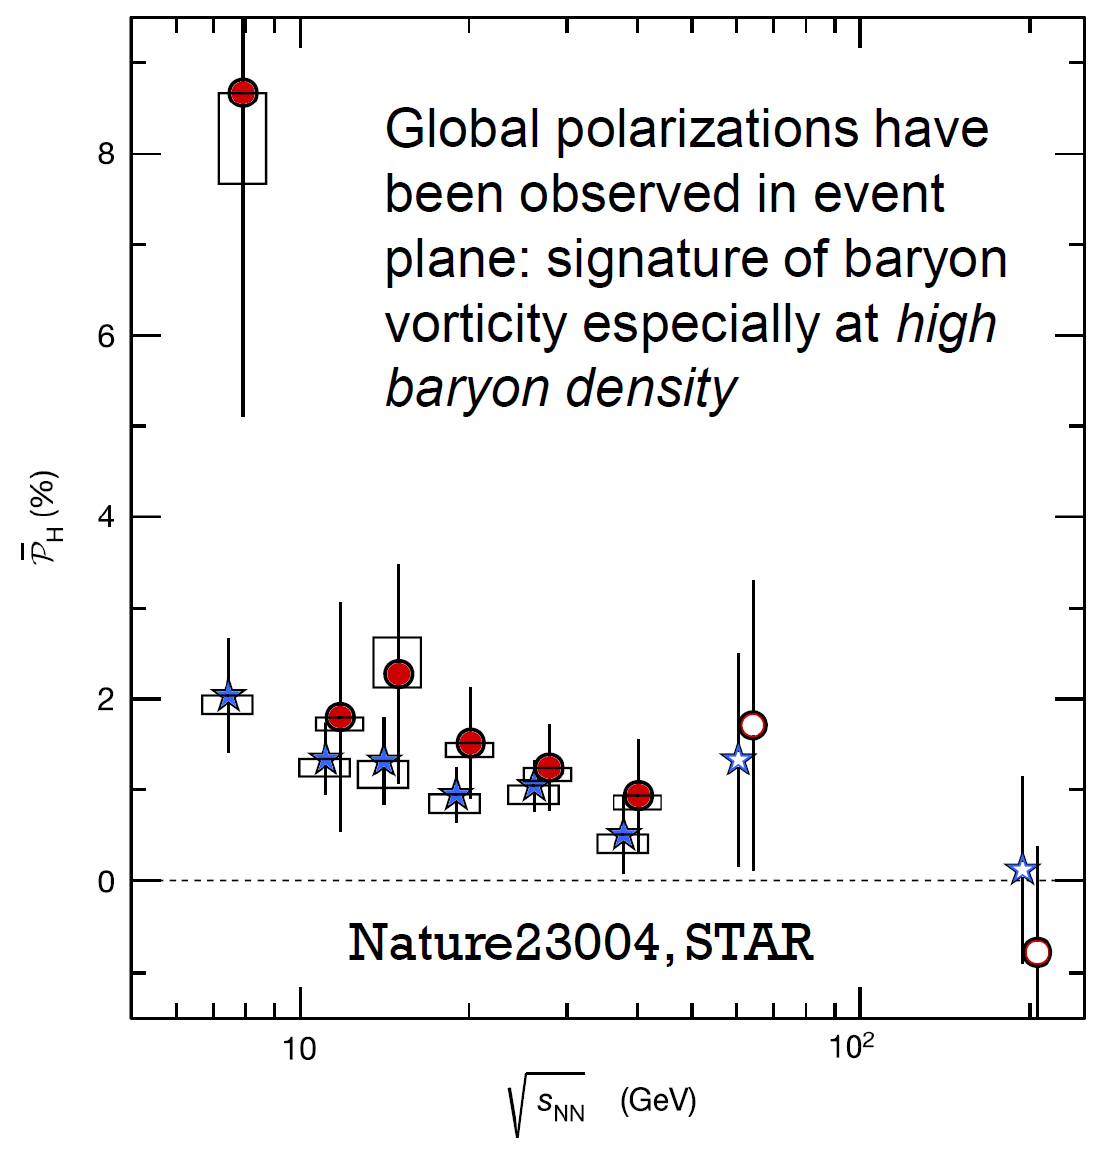 Global polarizations have
been observed in event
plane: signature of baryon
vorticity especially at high
baryon density
8
6
4
2
0
P̅H (%)
Nature23004, STAR
10
10²
√sNN (GeV)